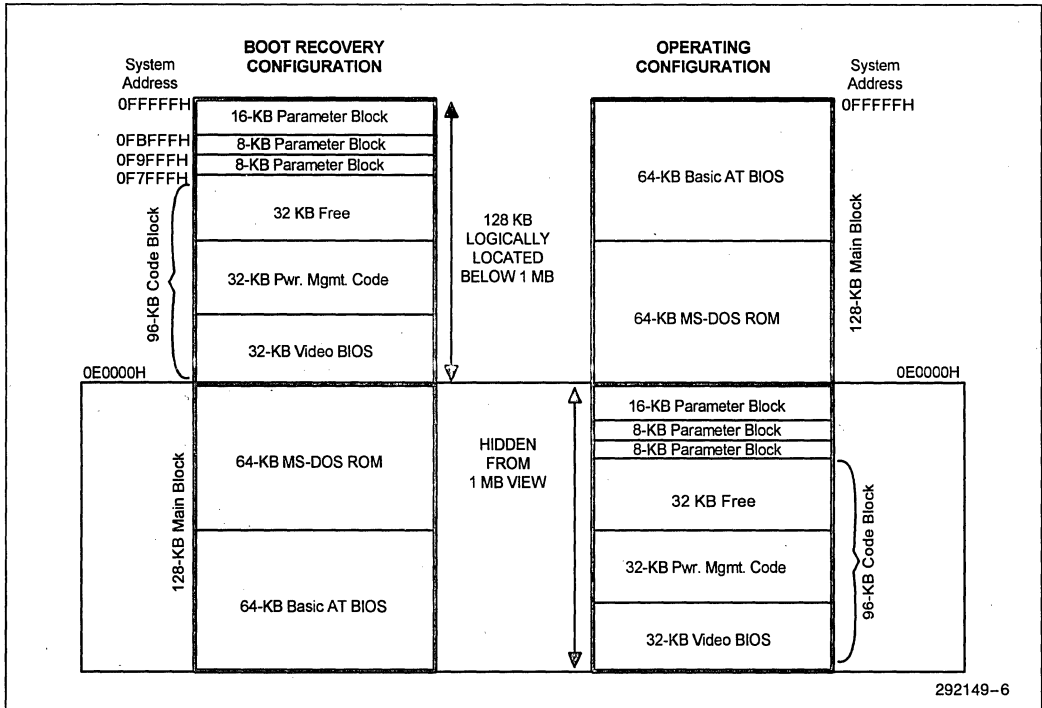 BOOT RECOVERY
CONFIGURATION
System
Address
0FFFFFH
0FBFFFH
0F9FFFH
0F7FFFH
16-KB Parameter Block
8-KB Parameter Block
8-KB Parameter Block
32 KB Free
32-KB Pwr. Mgmt. Code
32-KB Video BIOS
96-KB Code Block
0E0000H
64-KB MS-DOS ROM
64-KB Basic AT BIOS
128-KB Main Block
128 KB
LOGICALLY
LOCATED
BELOW 1 MB
HIDDEN
FROM
1 MB VIEW
OPERATING
CONFIGURATION
System
Address
0FFFFFH
64-KB Basic AT BIOS
64-KB MS-DOS ROM
128-KB Main Block
0E0000H
16-KB Parameter Block
8-KB Parameter Block
8-KB Parameter Block
32 KB Free
32-KB Pwr. Mgmt. Code
32-KB Video BIOS
96-KB Code Block
292149-6